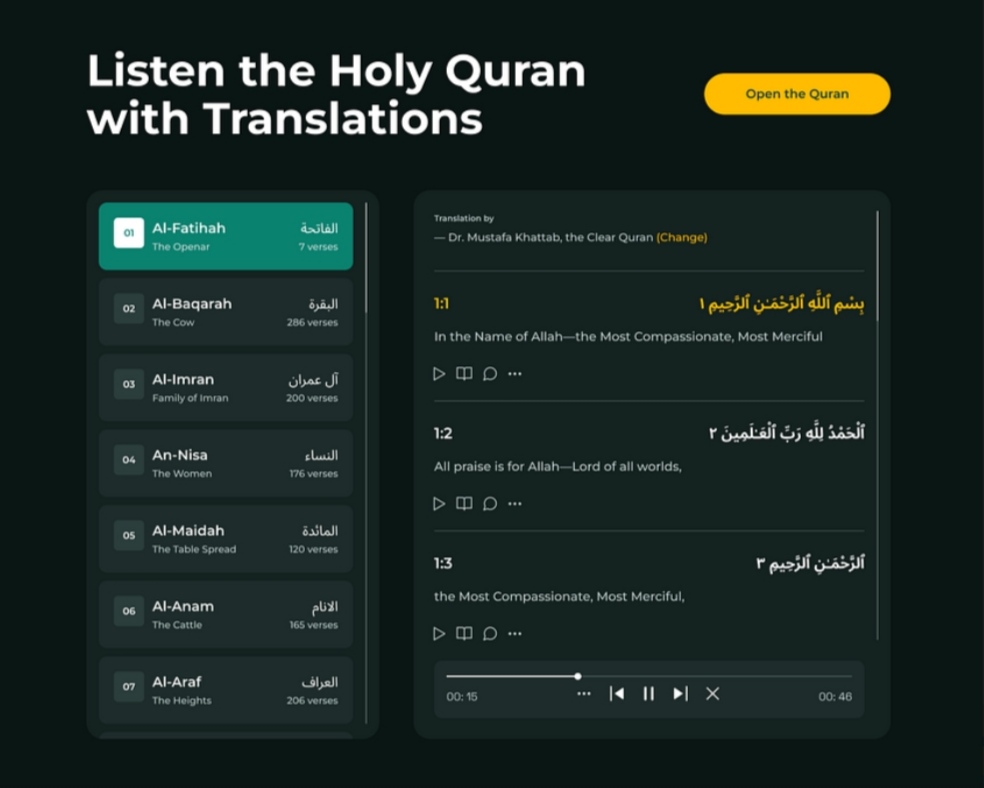 Listen the Holy Quran
with Translations
Open the Quran
01
Al-Fatihah
الفاتحة
The Openar
7 verses
02
Al-Baqarah
البقرة
The Cow
286 verses
03
Al-Imran
آل عمران
Family of Imran
200 verses
04
An-Nisa
النساء
The Women
176 verses
05
Al-Maidah
المائدة
The Table Spread
120 verses
06
Al-Anam
الانام
The Cattle
165 verses
07
Al-Araf
العراف
The Heights
206 verses
Translation by
— Dr. Mustafa Khattab, the Clear Quran (Change)
1:1
بِسْمِ ٱللَّهِ ٱلرَّحْمَـٰنِ ٱلرَّحِيمِ ١
In the Name of Allah—the Most Compassionate, Most Merciful
1:2
ٱلْحَمْدُ لِلَّهِ رَبِّ ٱلْعَـٰلَمِينَ ٢
All praise is for Allah—Lord of all worlds,
1:3
ٱلرَّحْمَـٰنِ ٱلرَّحِيمِ ٣
the Most Compassionate, Most Merciful,
00: 15
00: 46